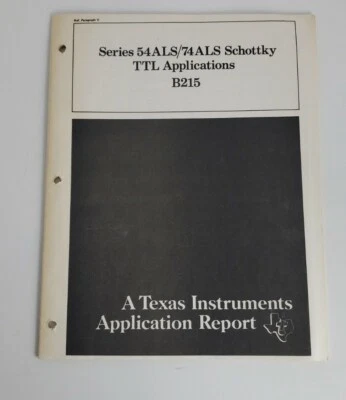 Series 54ALS/74ALS Schottky
TTL Applications
B215
A Texas Instruments
Application Report